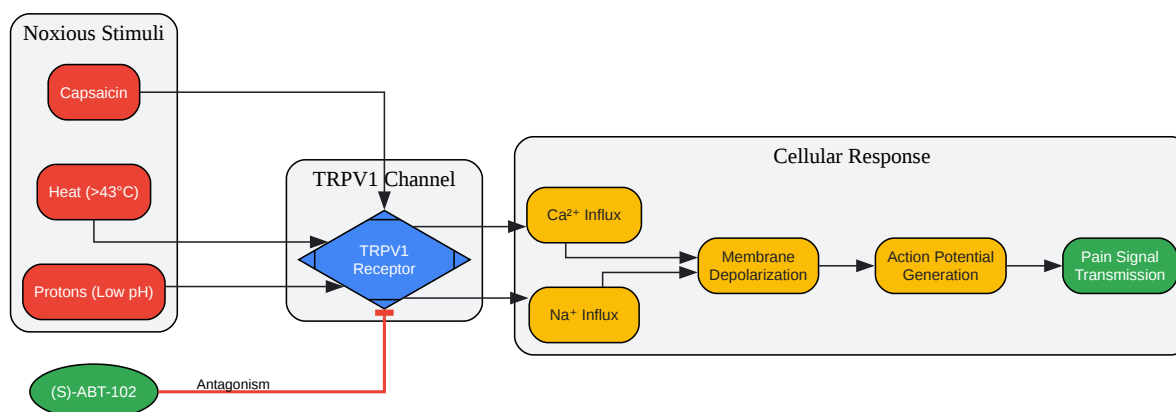 Noxious Stimuli
Capsaicin
Heat (>43°C)
Protons (Low pH)
(S)-ABT-102
Antagonism
TRPV1 Channel
TRPV1
Receptor
Cellular Response
Ca²⁺ Influx
Na⁺ Influx
Membrane
Depolarization
Action Potential
Generation
Pain Signal
Transmission